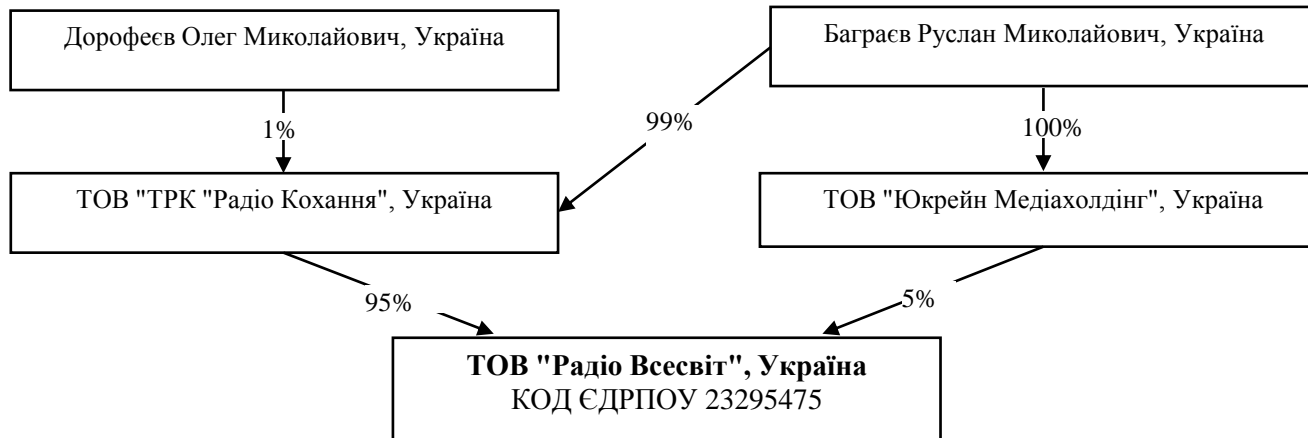 Дорофеєв Олег Миколайович, Україна
Баграєв Руслан Миколайович, Україна
1%
99%
100%
ТОВ "ТРК "Радіо Кохання", Україна
ТОВ "Юкрейн Медіахолдінг", Україна
95%
5%
ТОВ "Радіо Всесвіт", Україна
КОД ЄДРПОУ 23295475